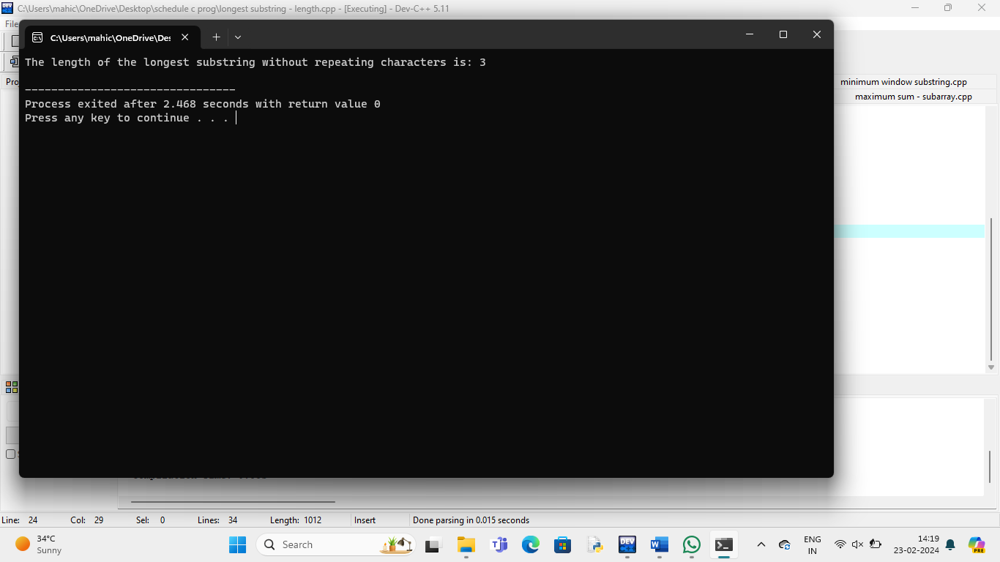 C:\Users\mahic\OneDrive\Desktop\schedule c prog\longest substring - length.cpp - [Executing] - Dev-C++ 5.11
File
C:\Users\mahic\OneDrive\Des
The length of the longest substring without repeating characters is: 3
--------------------------------
Process exited after 2.468 seconds with return value 0
Press any key to continue . . .
Pro
minimum window substring.cpp
maximum sum - subarray.cpp
Line: 24 Col: 29 Sel: 0 Lines: 34 Length: 1012 Insert Done parsing in 0.015 seconds
34°C
Sunny
Search
DEV
W
PRE
ENG
IN
14:19
23-02-2024